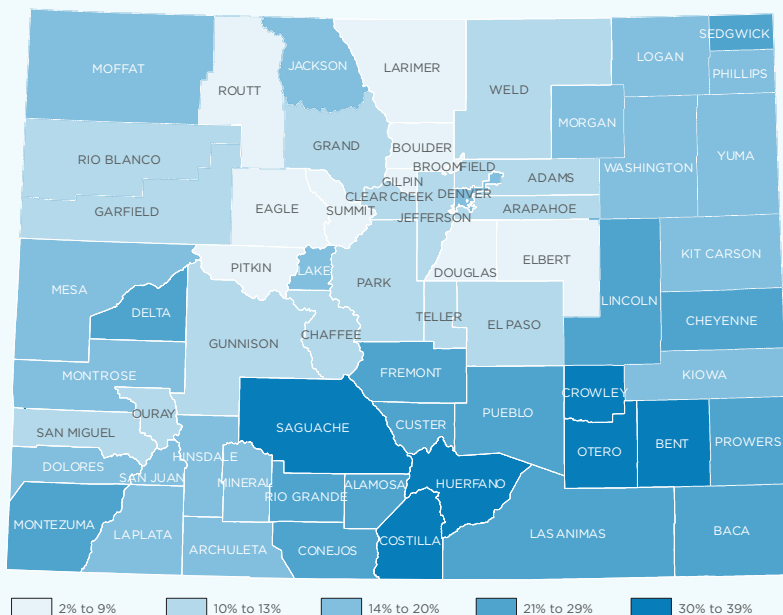 SEDGWICK
LOGAN
MOFFAT
JACKSON
LARIMER
PHILLIPS
ROUTT
WELD
MORGAN
GRAND
BOULDER
YUMA
RIO BLANCO
BROOMFIELD
WASHINGTON
GILPIN
ADAMS
CLEAR CREEK
DENVER
GARFIELD
EAGLE
SUMMIT
ARAPAHOE
JEFFERSON
KIT CARSON
PITKIN
LAKE
ELBERT
DOUGLAS
PARK
MESA
LINCOLN
DELTA
TELLER
CHEYENNE
EL PASO
CHAFFEE
GUNNISON
FREMONT
MONTROSE
KIOWA
CROWLEY
OURAY
PUEBLO
SAGUACHE
CUSTER
SAN MIGUEL
BENT
PROWERS
OTERO
HINSDALE
DOLORES
SAN JUAN
MINERAL
ALAMOSA
HUERFANO
RIO GRANDE
MONTEZUMA
BACA
LAPLATA
LAS ANIMAS
COSTILLA
ARCHULETA
CONEJOS
2% to 9%
10% to 13%
14% to 20%
21% to 29%
30% to 39%